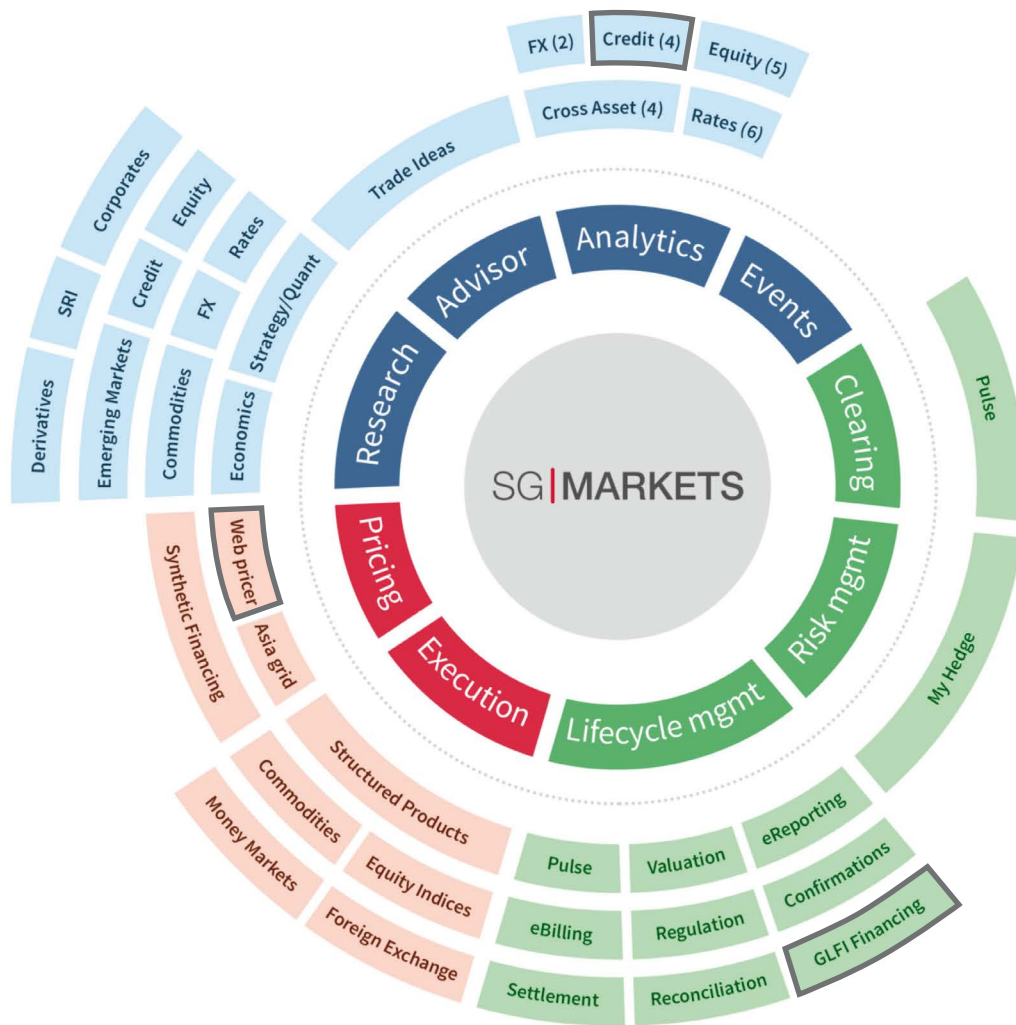 FX (2)
Credit (4)
Equity (5)
Cross Asset (4)
Rates (6)
Trade Ideas
Corporates
Equity
Rates
SRI
Credit
FX
Strategy/Quant
Derivatives
Emerging Markets
Commodities
Economics
Research
Advisor
Analytics
Events
Clearing
Risk mgmt
Lifecycle mgmt
Execution
Pricing
SG|MARKETS
Pulse
My Hedge
Web pricer
Asia grid
Synthetic Financing
Structured Products
Commodities
Equity Indices
Money Markets
Foreign Exchange
Pulse
Valuation
eReporting
eBilling
Regulation
Confirmations
Settlement
Reconciliation
GLFI Financing